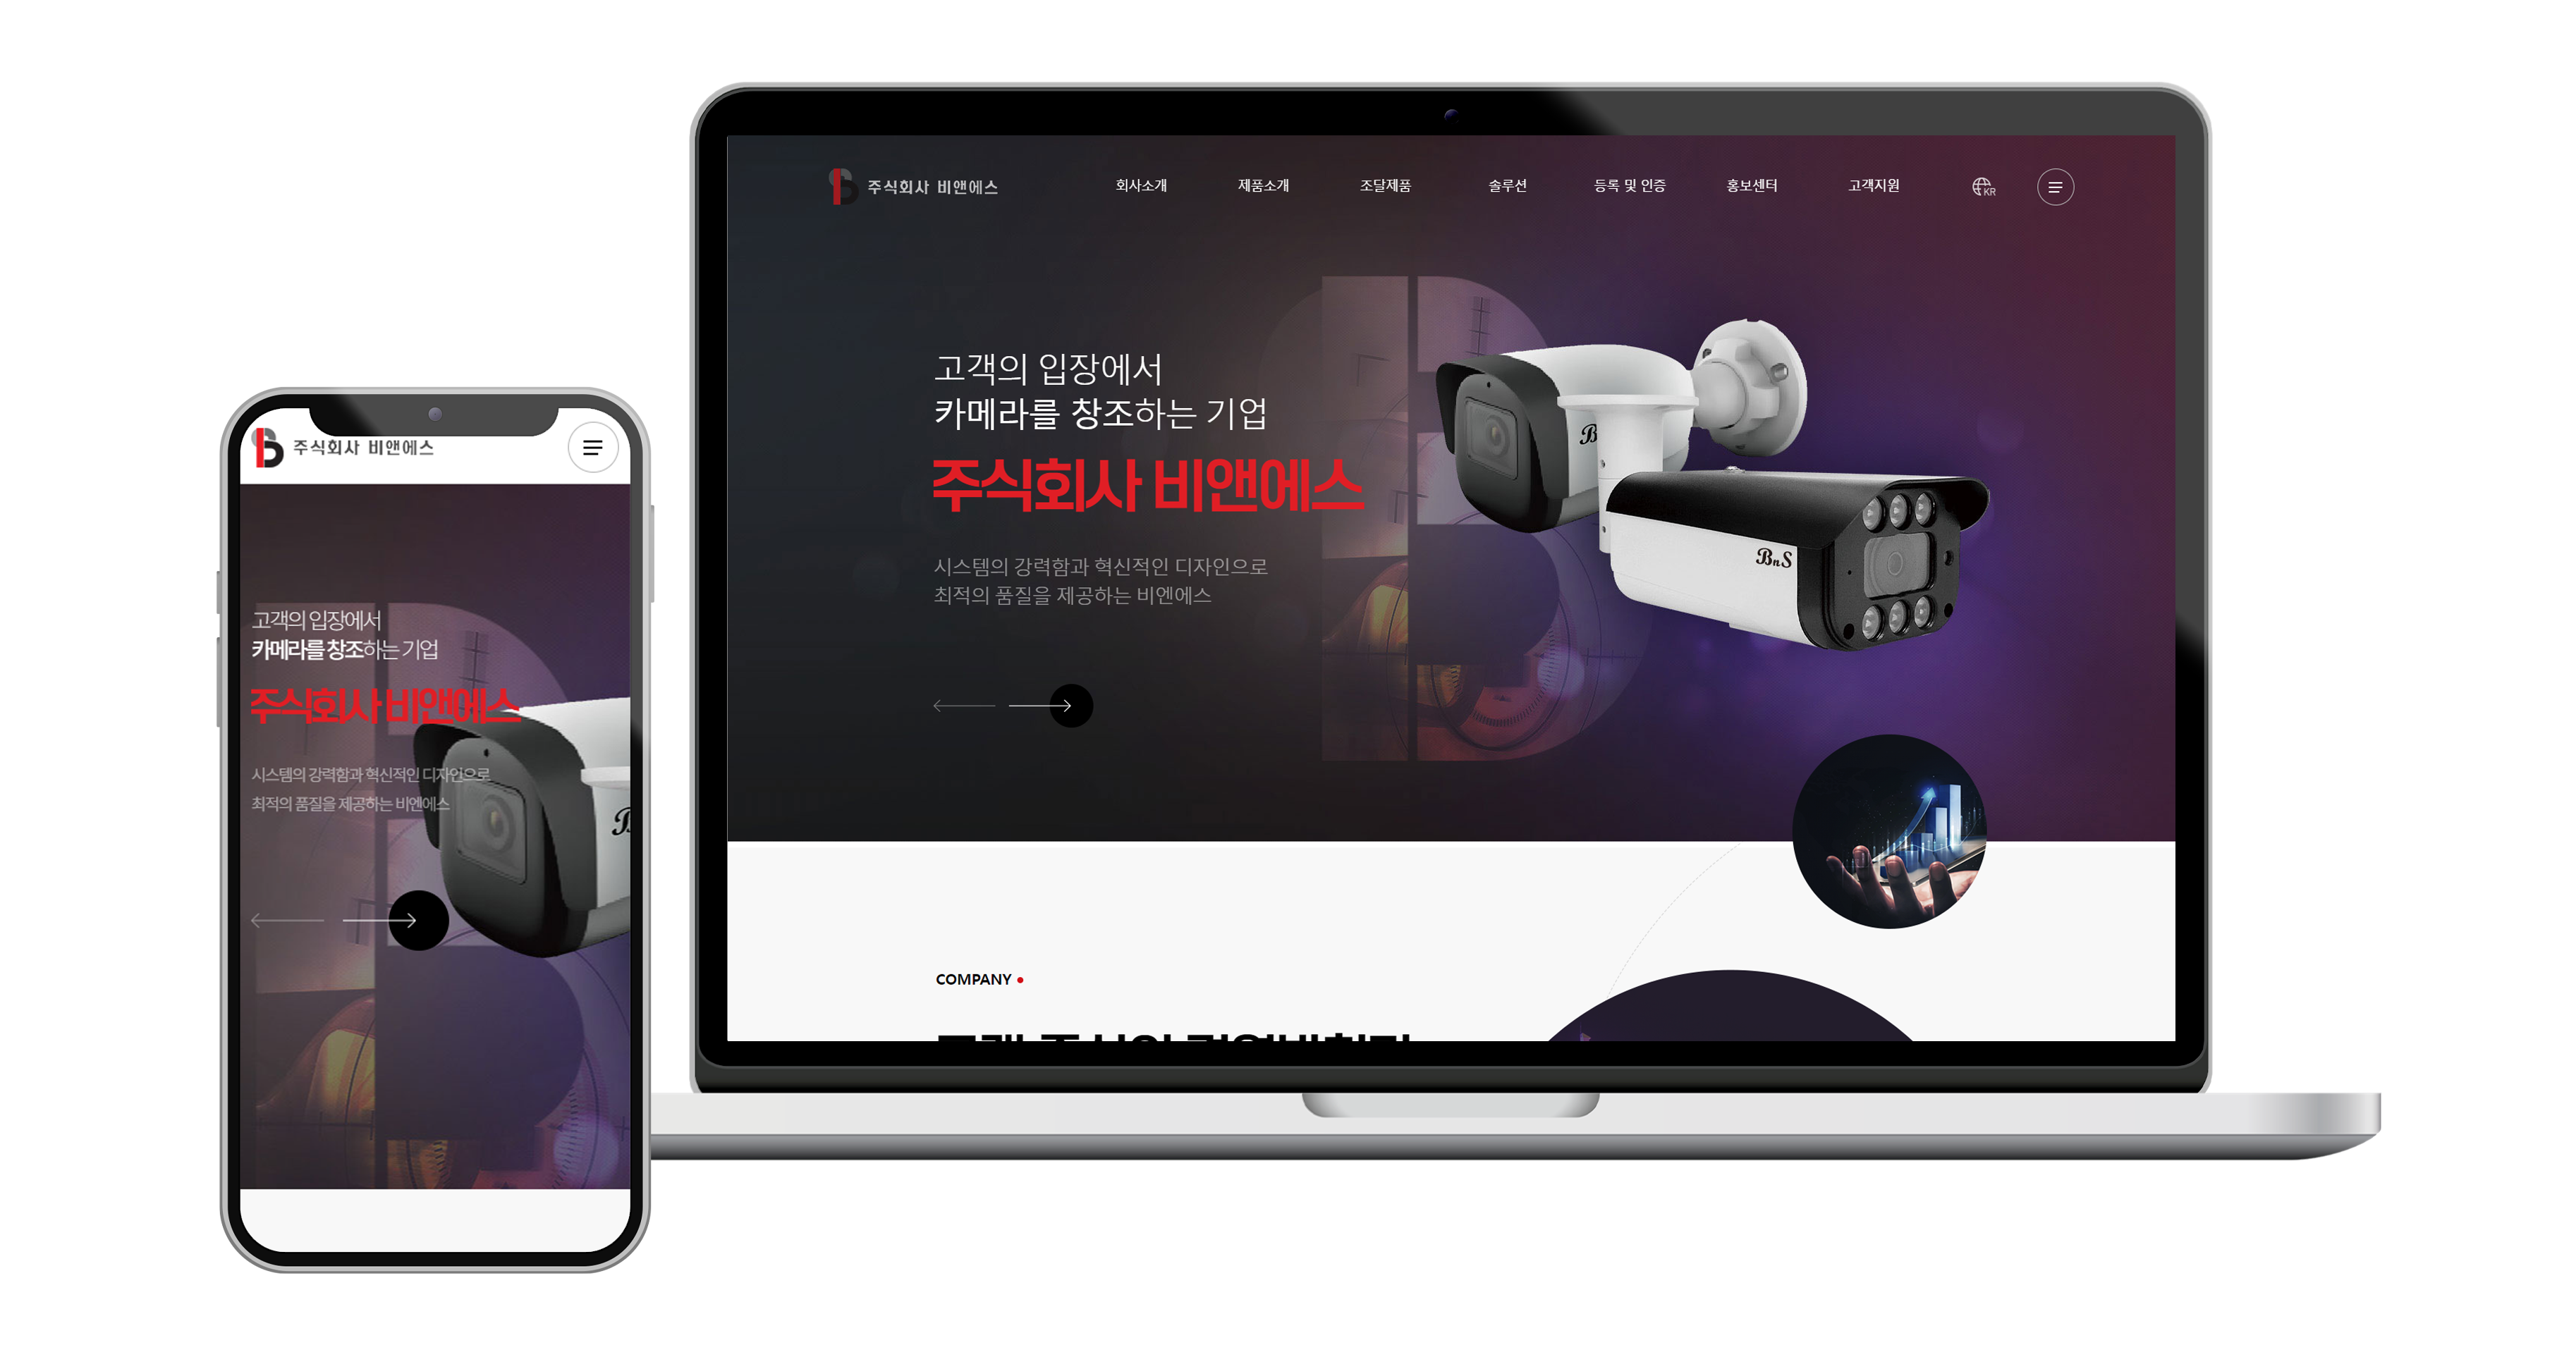 주식회사 비앤에스
회사소개 제품소개 조달제품 솔루션 등록 및 인증 홍보센터 고객지원 KR
고객의 입장에서
카메라를 창조하는 기업
주식회사 비앤에스
시스템의 강력함과 혁신적인 디자인으로
최적의 품질을 제공하는 비엔에스
BnS
COMPANY
주식회사 비앤에스
고객의 입장에서
카메라를 창조하는 기업
주식회사 비앤에스
시스템의 강력함과 혁신적인 디자인으로
최적의 품질을 제공하는 비엔에스